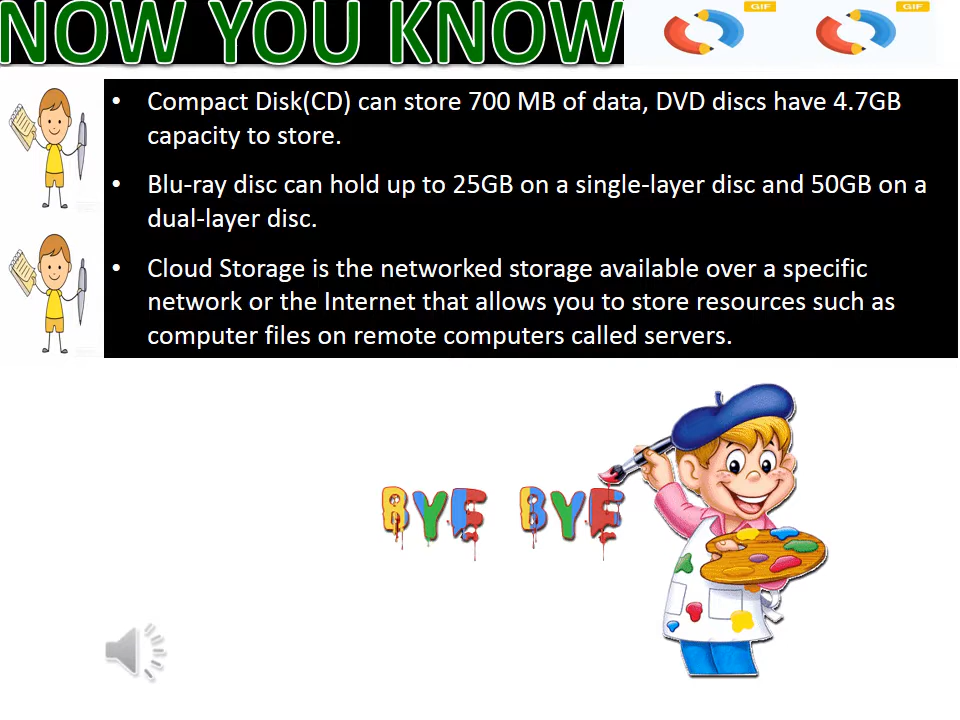 NOW YOU KNOW
GIF
GIF
• Compact Disk(CD) can store 700 MB of data, DVD discs have 4.7GB
capacity to store.
• Blu-ray disc can hold up to 25GB on a single-layer disc and 50GB on a
dual-layer disc.
• Cloud Storage is the networked storage available over a specific
network or the Internet that allows you to store resources such as
computer files on remote computers called servers.
BYE BYE